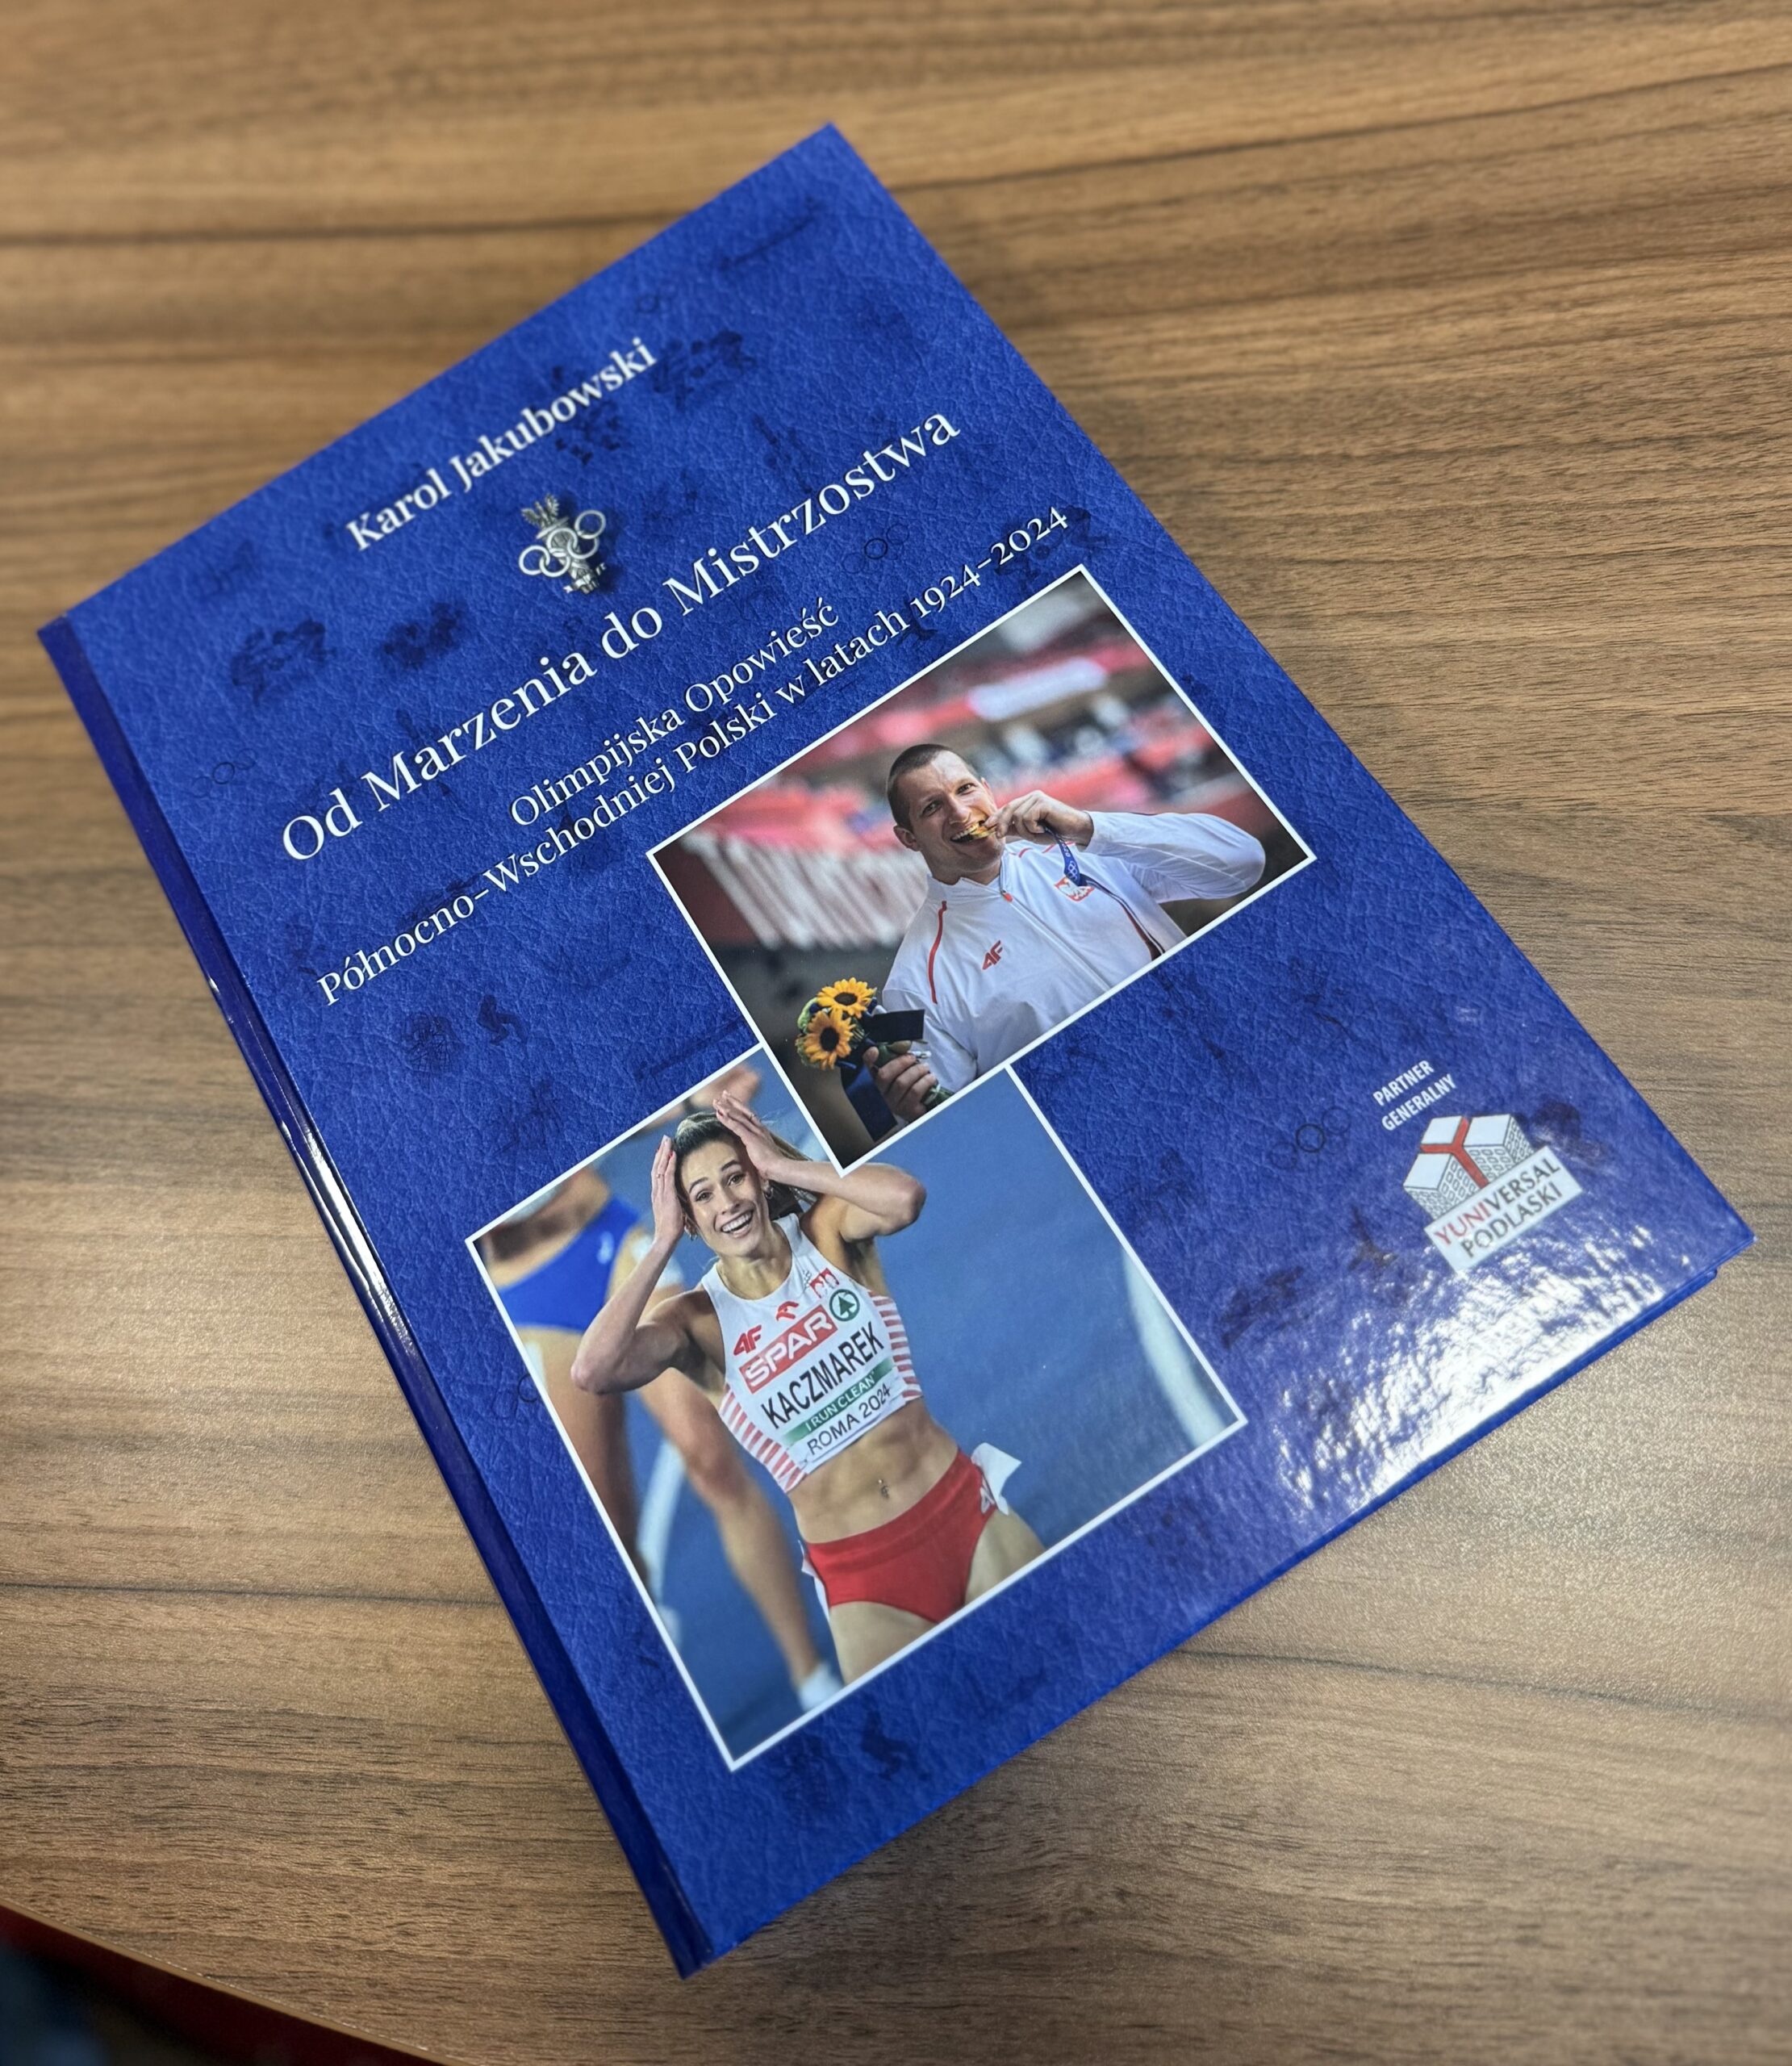 Karol Jakubowski
Od Marzenia do Mistrzostwa
Olimpijska Opowieść
Północno-Wschodniej Polski w latach 1924-2024
4F
4F
SPAR
KACZMAREK
I RUN CLEAN
ROMA 2024
PARTNER
GENERALNY
YUNIVERSAL
PODLASKI